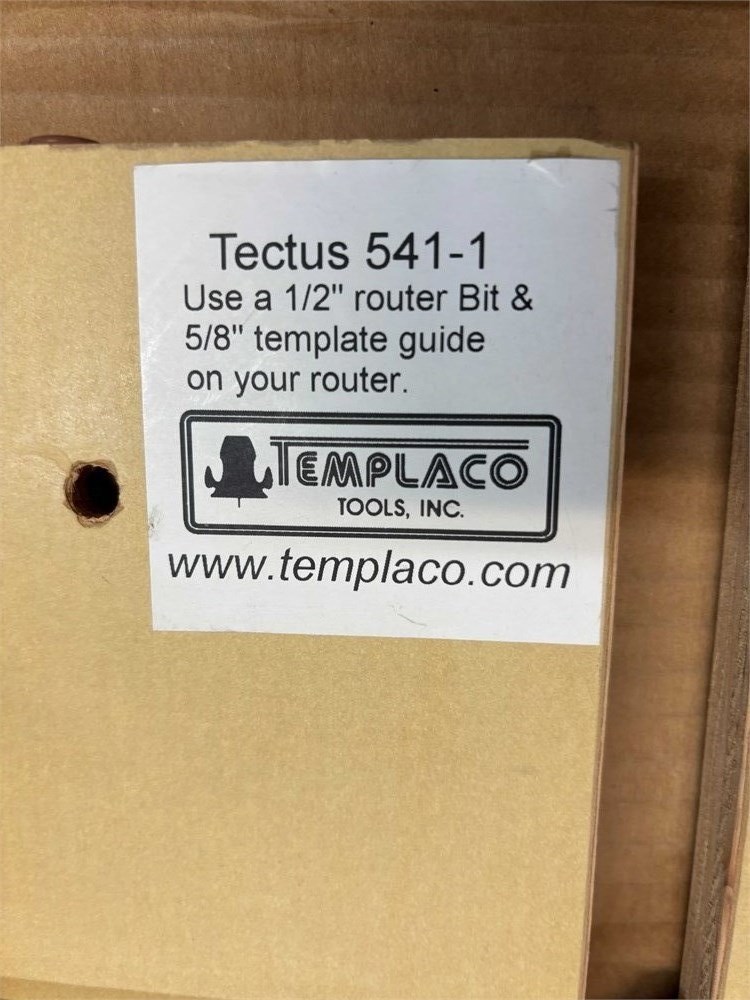 Tectus 541-1
Use a 1/2" router Bit &
5/8" template guide
on your router.
TEMPLACO
TOOLS, INC.
www.templaco.com